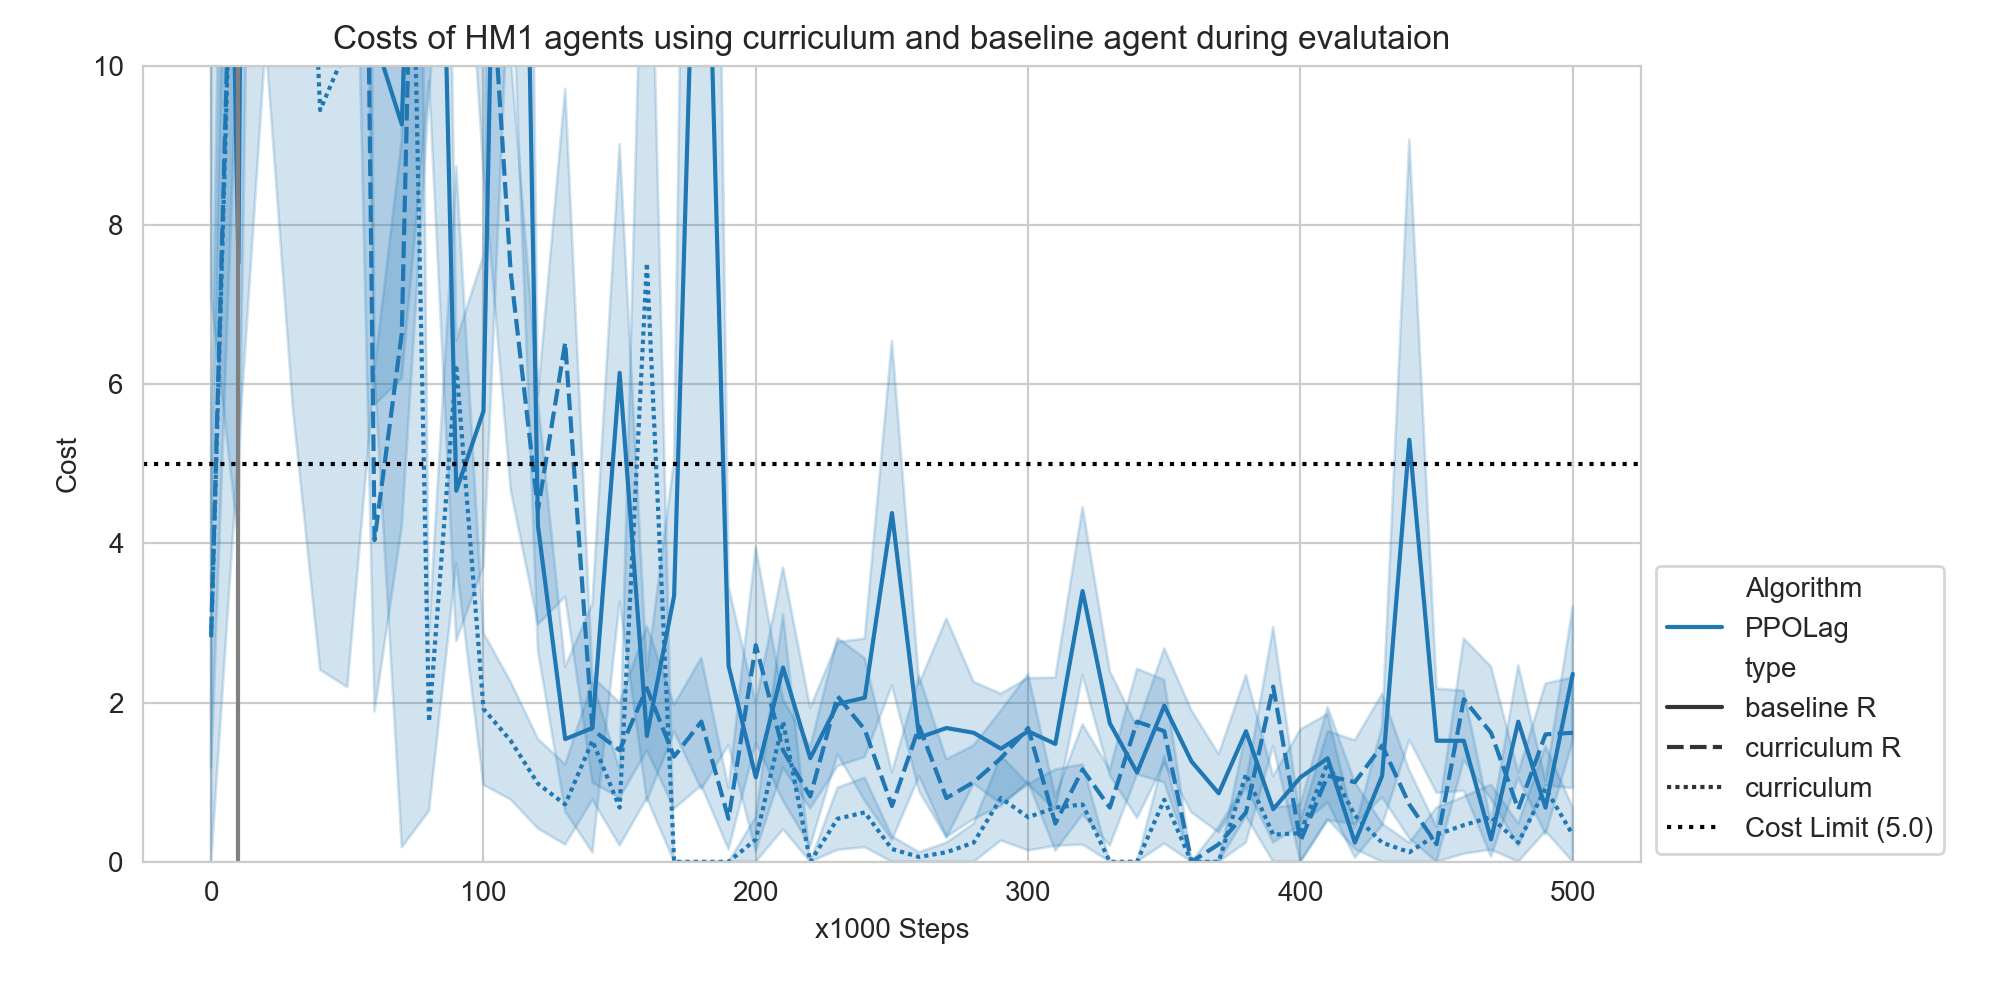 Costs of HM1 agents using curriculum and baseline agent during evalutaion
10
8
6
4
2
0
Cost
0 100 200 300 400 500
x1000 Steps
Algorithm
PPOLag
type
baseline R
curriculum R
curriculum
Cost Limit (5.0)